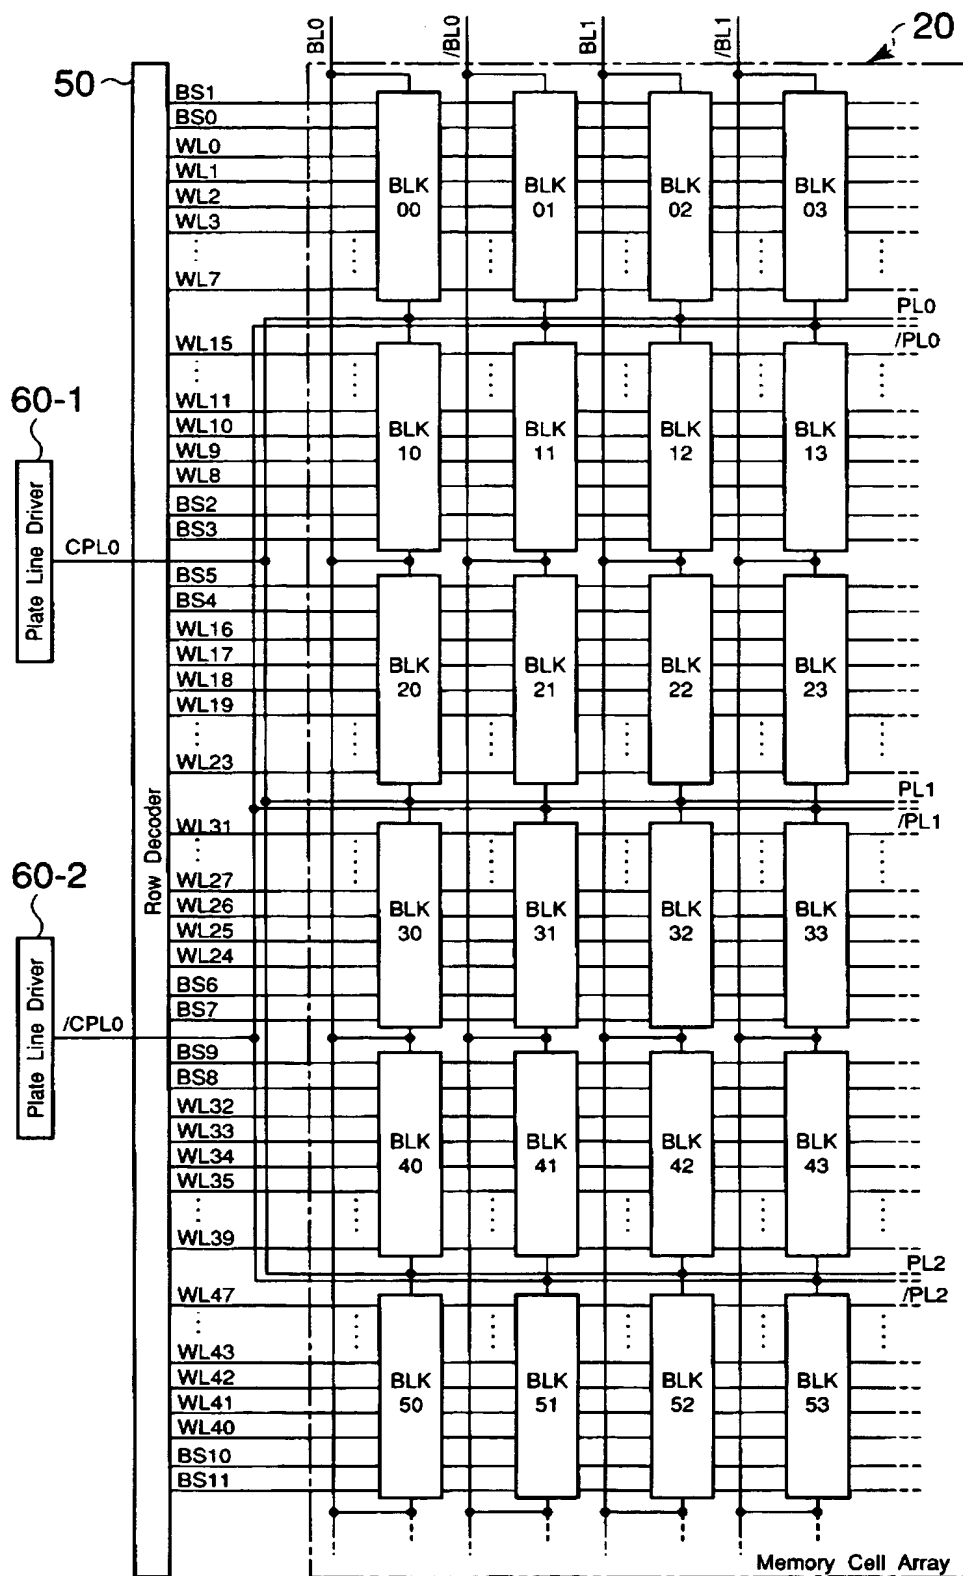 BL0 /BL0 BL1 /BL1 20
50
BS1
BS0
WL0
WL1
WL2
WL3
WL7
BLK 00
BLK 01
BLK 02
BLK 03
PL0
/PL0
WL15
WL11
WL10
WL9
WL8
BS2
BS3
BLK 10
BLK 11
BLK 12
BLK 13
60-1
Plate Line Driver
CPL0
BS5
BS4
WL16
WL17
WL18
WL19
WL23
BLK 20
BLK 21
BLK 22
BLK 23
PL1
/PL1
Row Decoder
WL31
WL27
WL26
WL25
WL24
BS6
BS7
BLK 30
BLK 31
BLK 32
BLK 33
60-2
Plate Line Driver
/CPL0
BS9
BS8
WL32
WL33
WL34
WL35
WL39
BLK 40
BLK 41
BLK 42
BLK 43
PL2
/PL2
WL47
WL43
WL42
WL41
WL40
BS10
BS11
BLK 50
BLK 51
BLK 52
BLK 53
Memory Cell Array